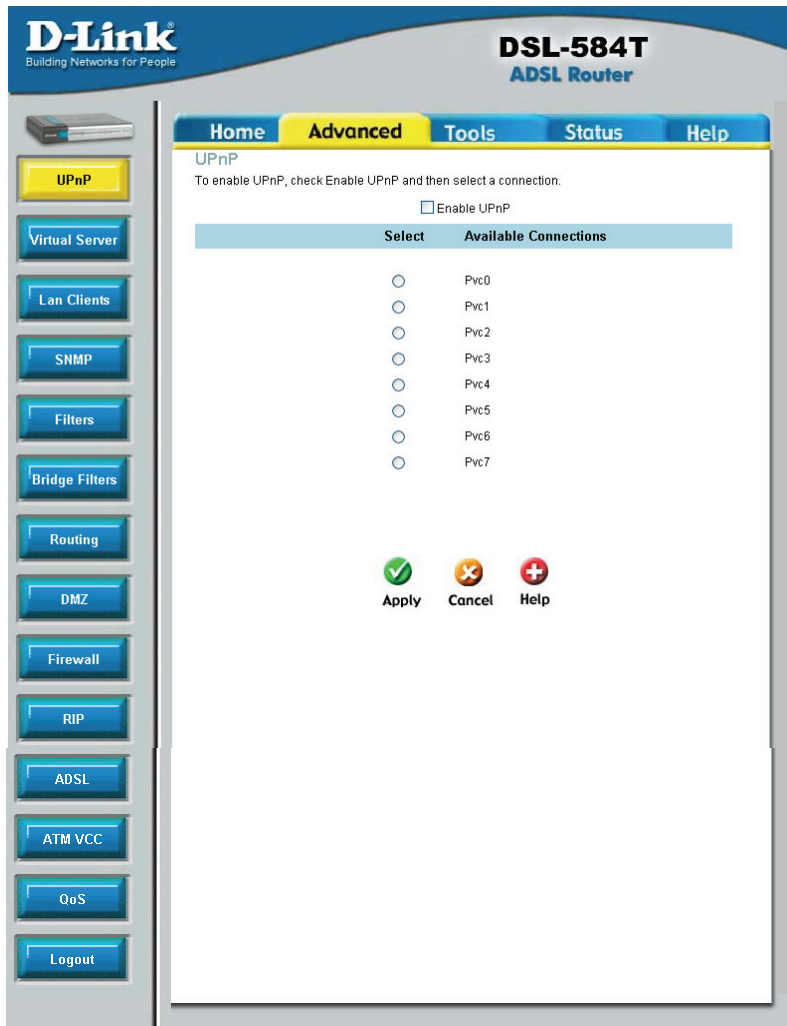 D-Link
Building Networks for People
DSL-584T
ADSL Router
Home Advanced Tools Status Help
UPnP
Virtual Server
Lan Clients
SNMP
Filters
Bridge Filters
Routing
DMZ
Firewall
RIP
ADSL
ATM VCC
QoS
Logout
UPnP
To enable UPnP, check Enable UPnP and then select a connection.
Enable UPnP
Select Available Connections
Pvc0
Pvc1
Pvc2
Pvc3
Pvc4
Pvc5
Pvc6
Pvc7
Apply Cancel Help